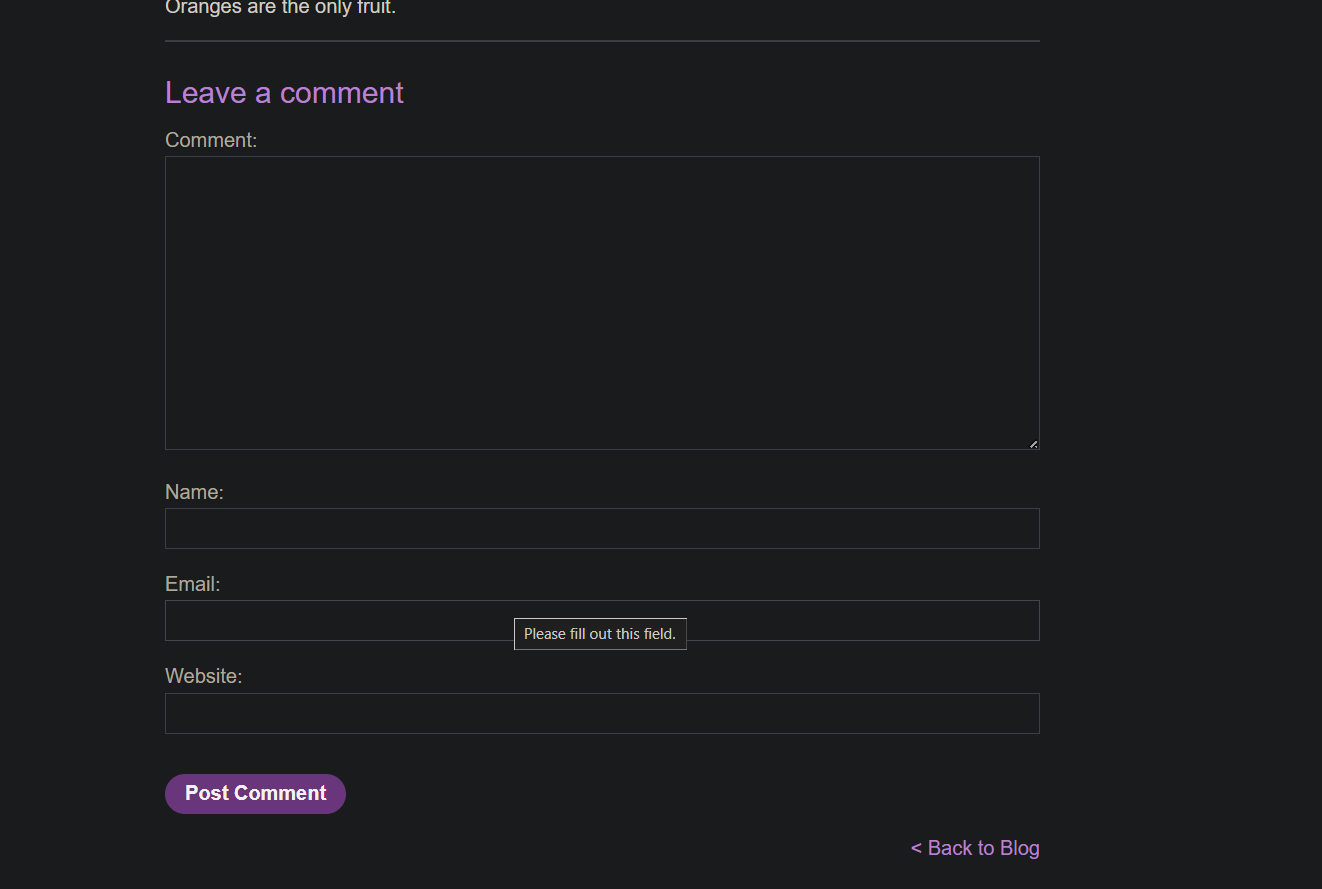 Oranges are the only fruit.
Leave a comment
Comment:
Name:
Email:
Please fill out this field.
Website:
Post Comment
< Back to Blog